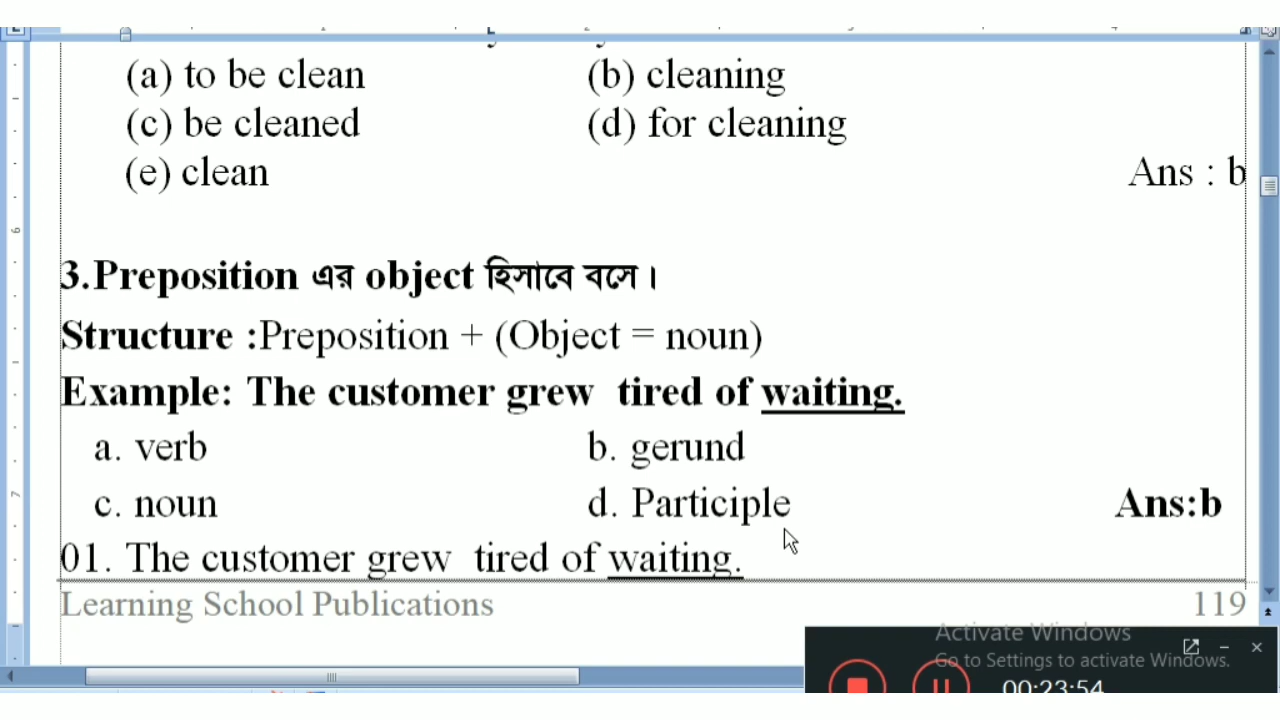 (a) to be clean (b) cleaning
(c) be cleaned (d) for cleaning
(e) clean Ans : b
3.Preposition এর object হিসাবে বসে।
Structure :Preposition + (Object = noun)
Example: The customer grew tired of waiting.
a. verb b. gerund
c. noun d. Participle Ans:b
01. The customer grew tired of waiting.
Learning School Publications 119
Activate Windows
Go to Settings to activate Windows.
00:23:54